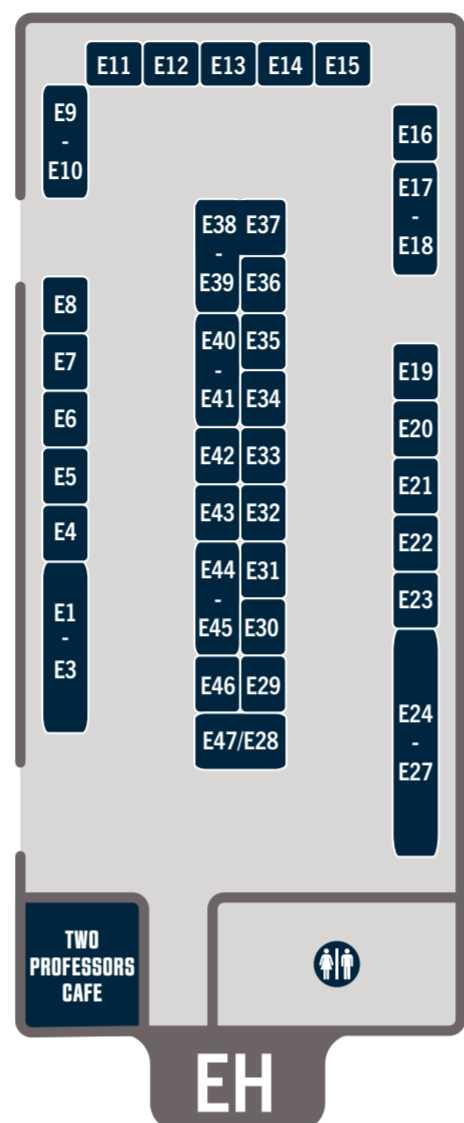 E11 E12 E13 E14 E15
E9
-
E10
E16
E17
-
E18
E38 E37
-
E39 E36
E8
E7
E6
E5
E4
E1
-
E3
E40 E35
-
E41 E34
E42 E33
E43 E32
E44 E31
-
E45 E30
E46 E29
E47/E28
E19
E20
E21
E22
E23
E24
-
E27
TWO
PROFESSORS
CAFE
EH